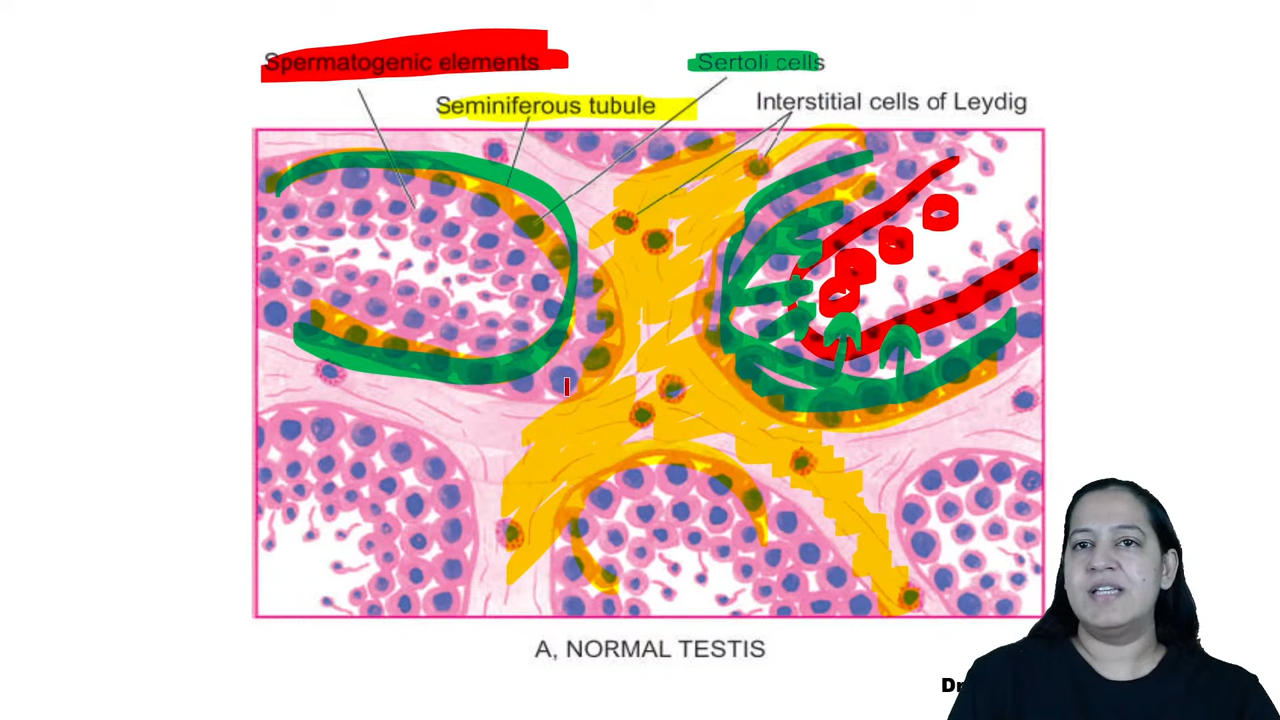 Spermatogenic elements
Sertoli cells
Seminiferous tubule
Interstitial cells of Leydig
A, NORMAL TESTIS